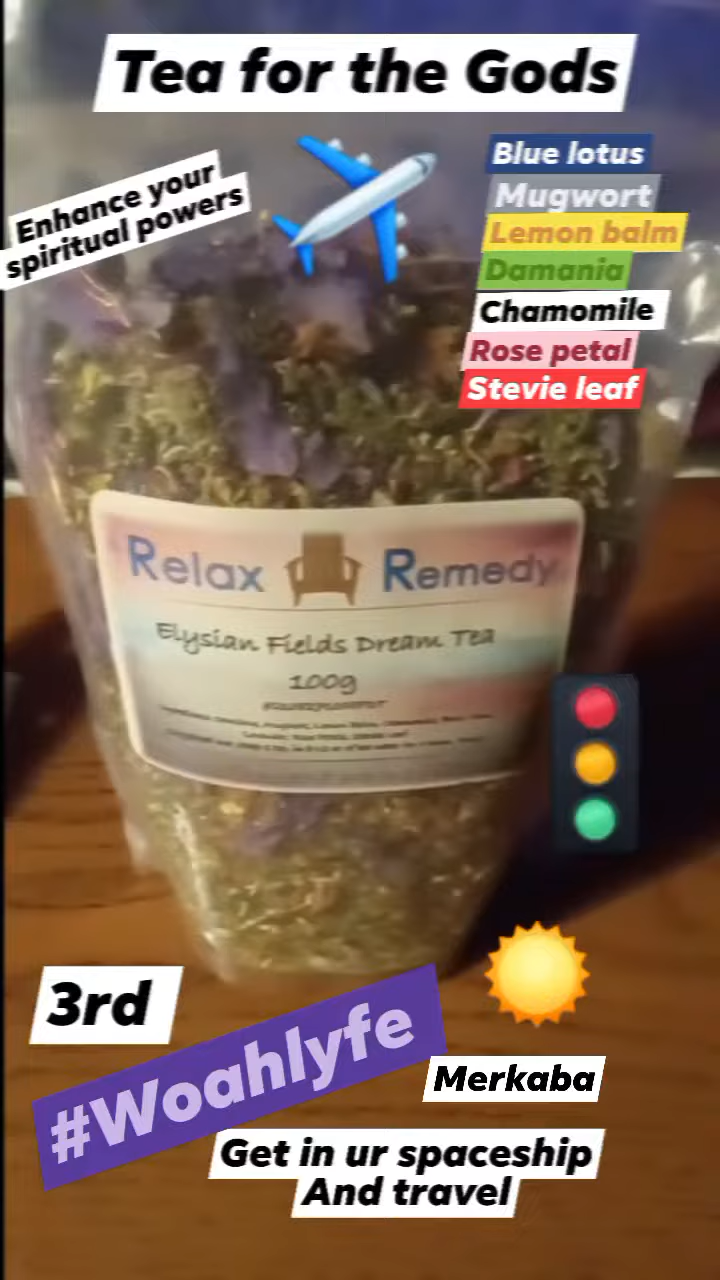 Tea for the Gods
Enhance your
spiritual powers
Blue lotus
Mugwort
Lemon balm
Damania
Chamomile
Rose petal
Stevie leaf
Relax Remedy
Elysian Fields Dream Tea
100g
3rd
#Woahlyfe
Merkaba
Get in ur spaceship
And travel